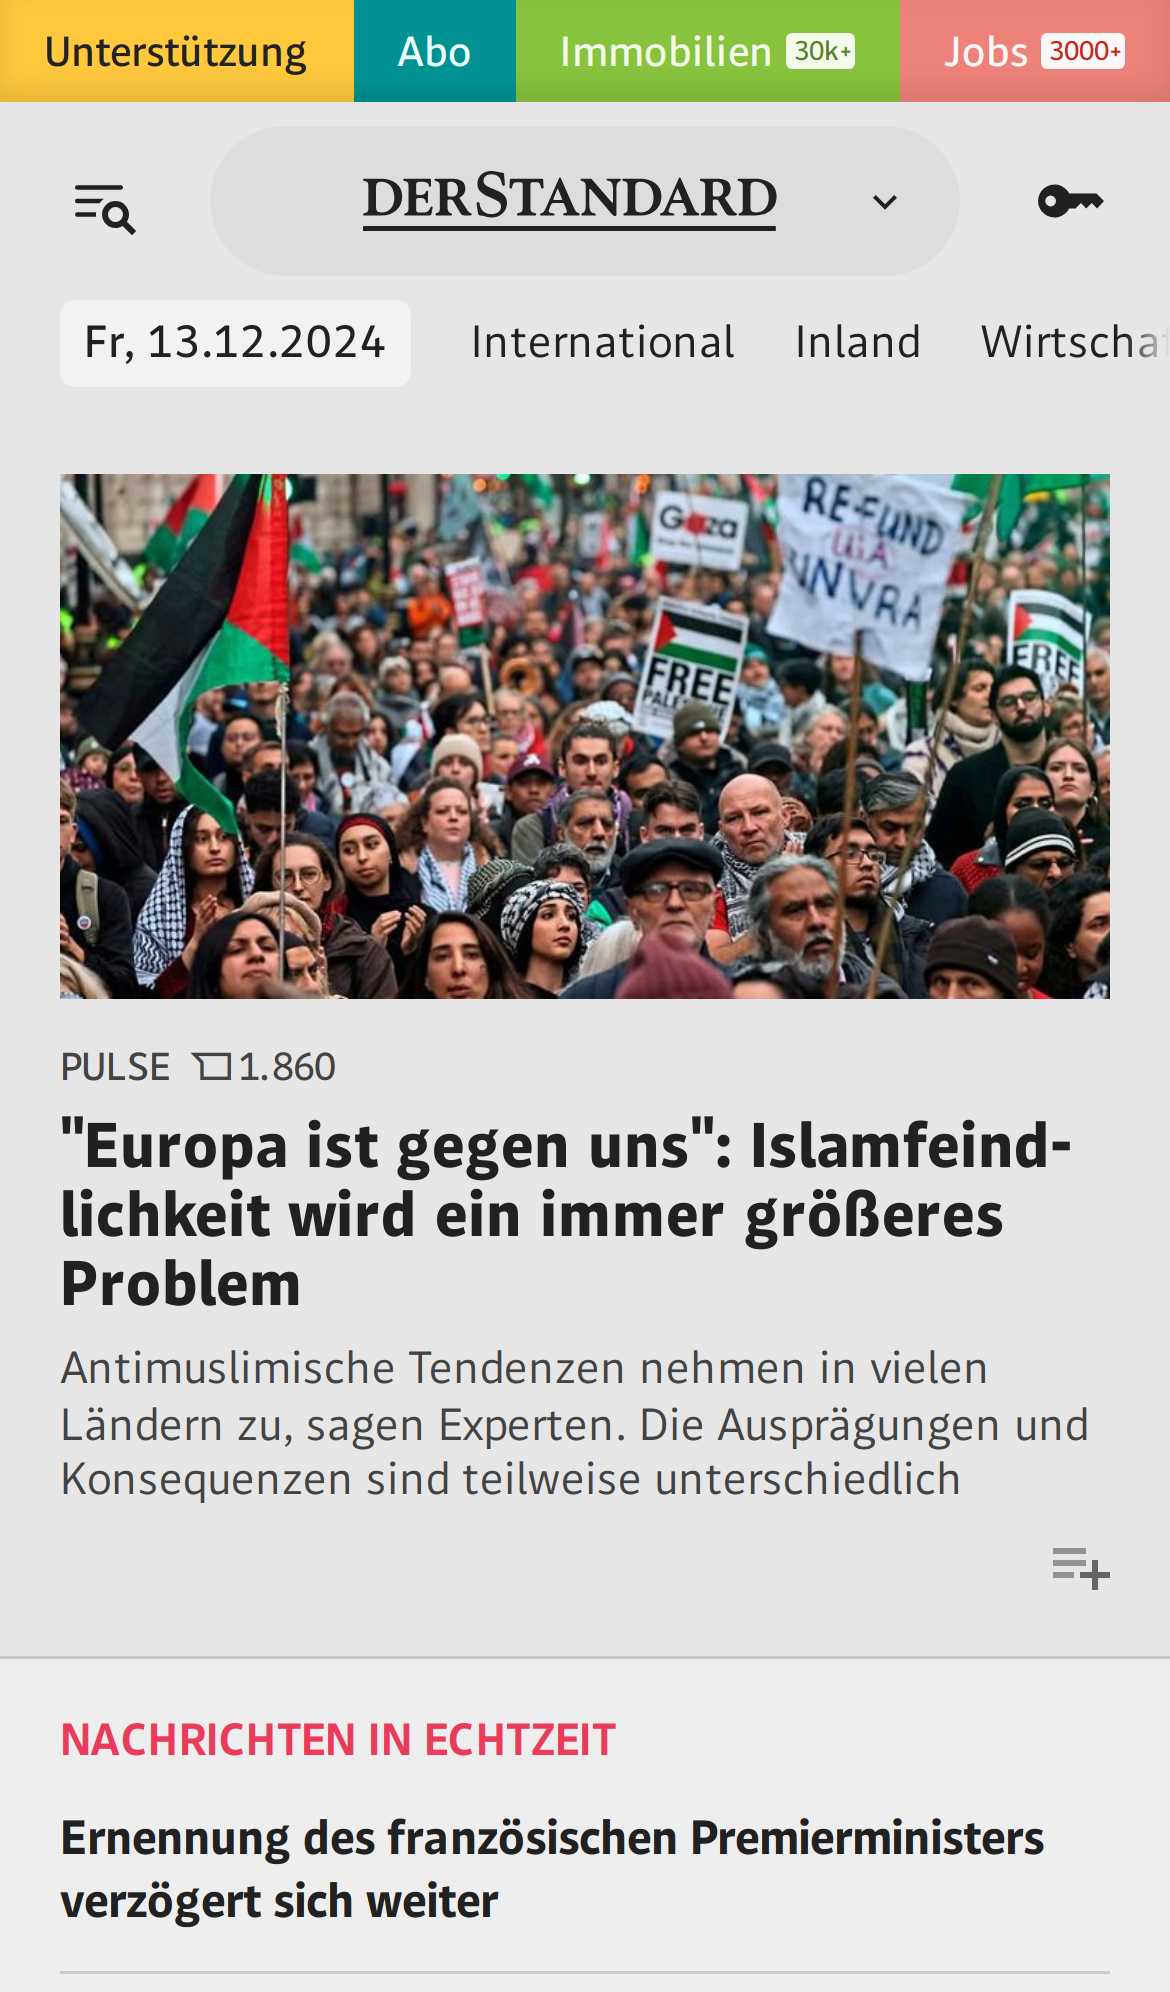 Unterstützung
Abo
Immobilien 30k+
Jobs 3000+
DERSTANDARD
Fr, 13.12.2024
International
Inland
Wirtscha
Gaza
RE-FUND
UNWRA
FREE
PALESTINE
FREE
PULSE 1.860
"Europa ist gegen uns": Islamfeind-
lichkeit wird ein immer größeres
Problem
Antimuslimische Tendenzen nehmen in vielen
Ländern zu, sagen Experten. Die Ausprägungen und
Konsequenzen sind teilweise unterschiedlich
NACHRICHTEN IN ECHTZEIT
Ernennung des französischen Premierministers
verzögert sich weiter